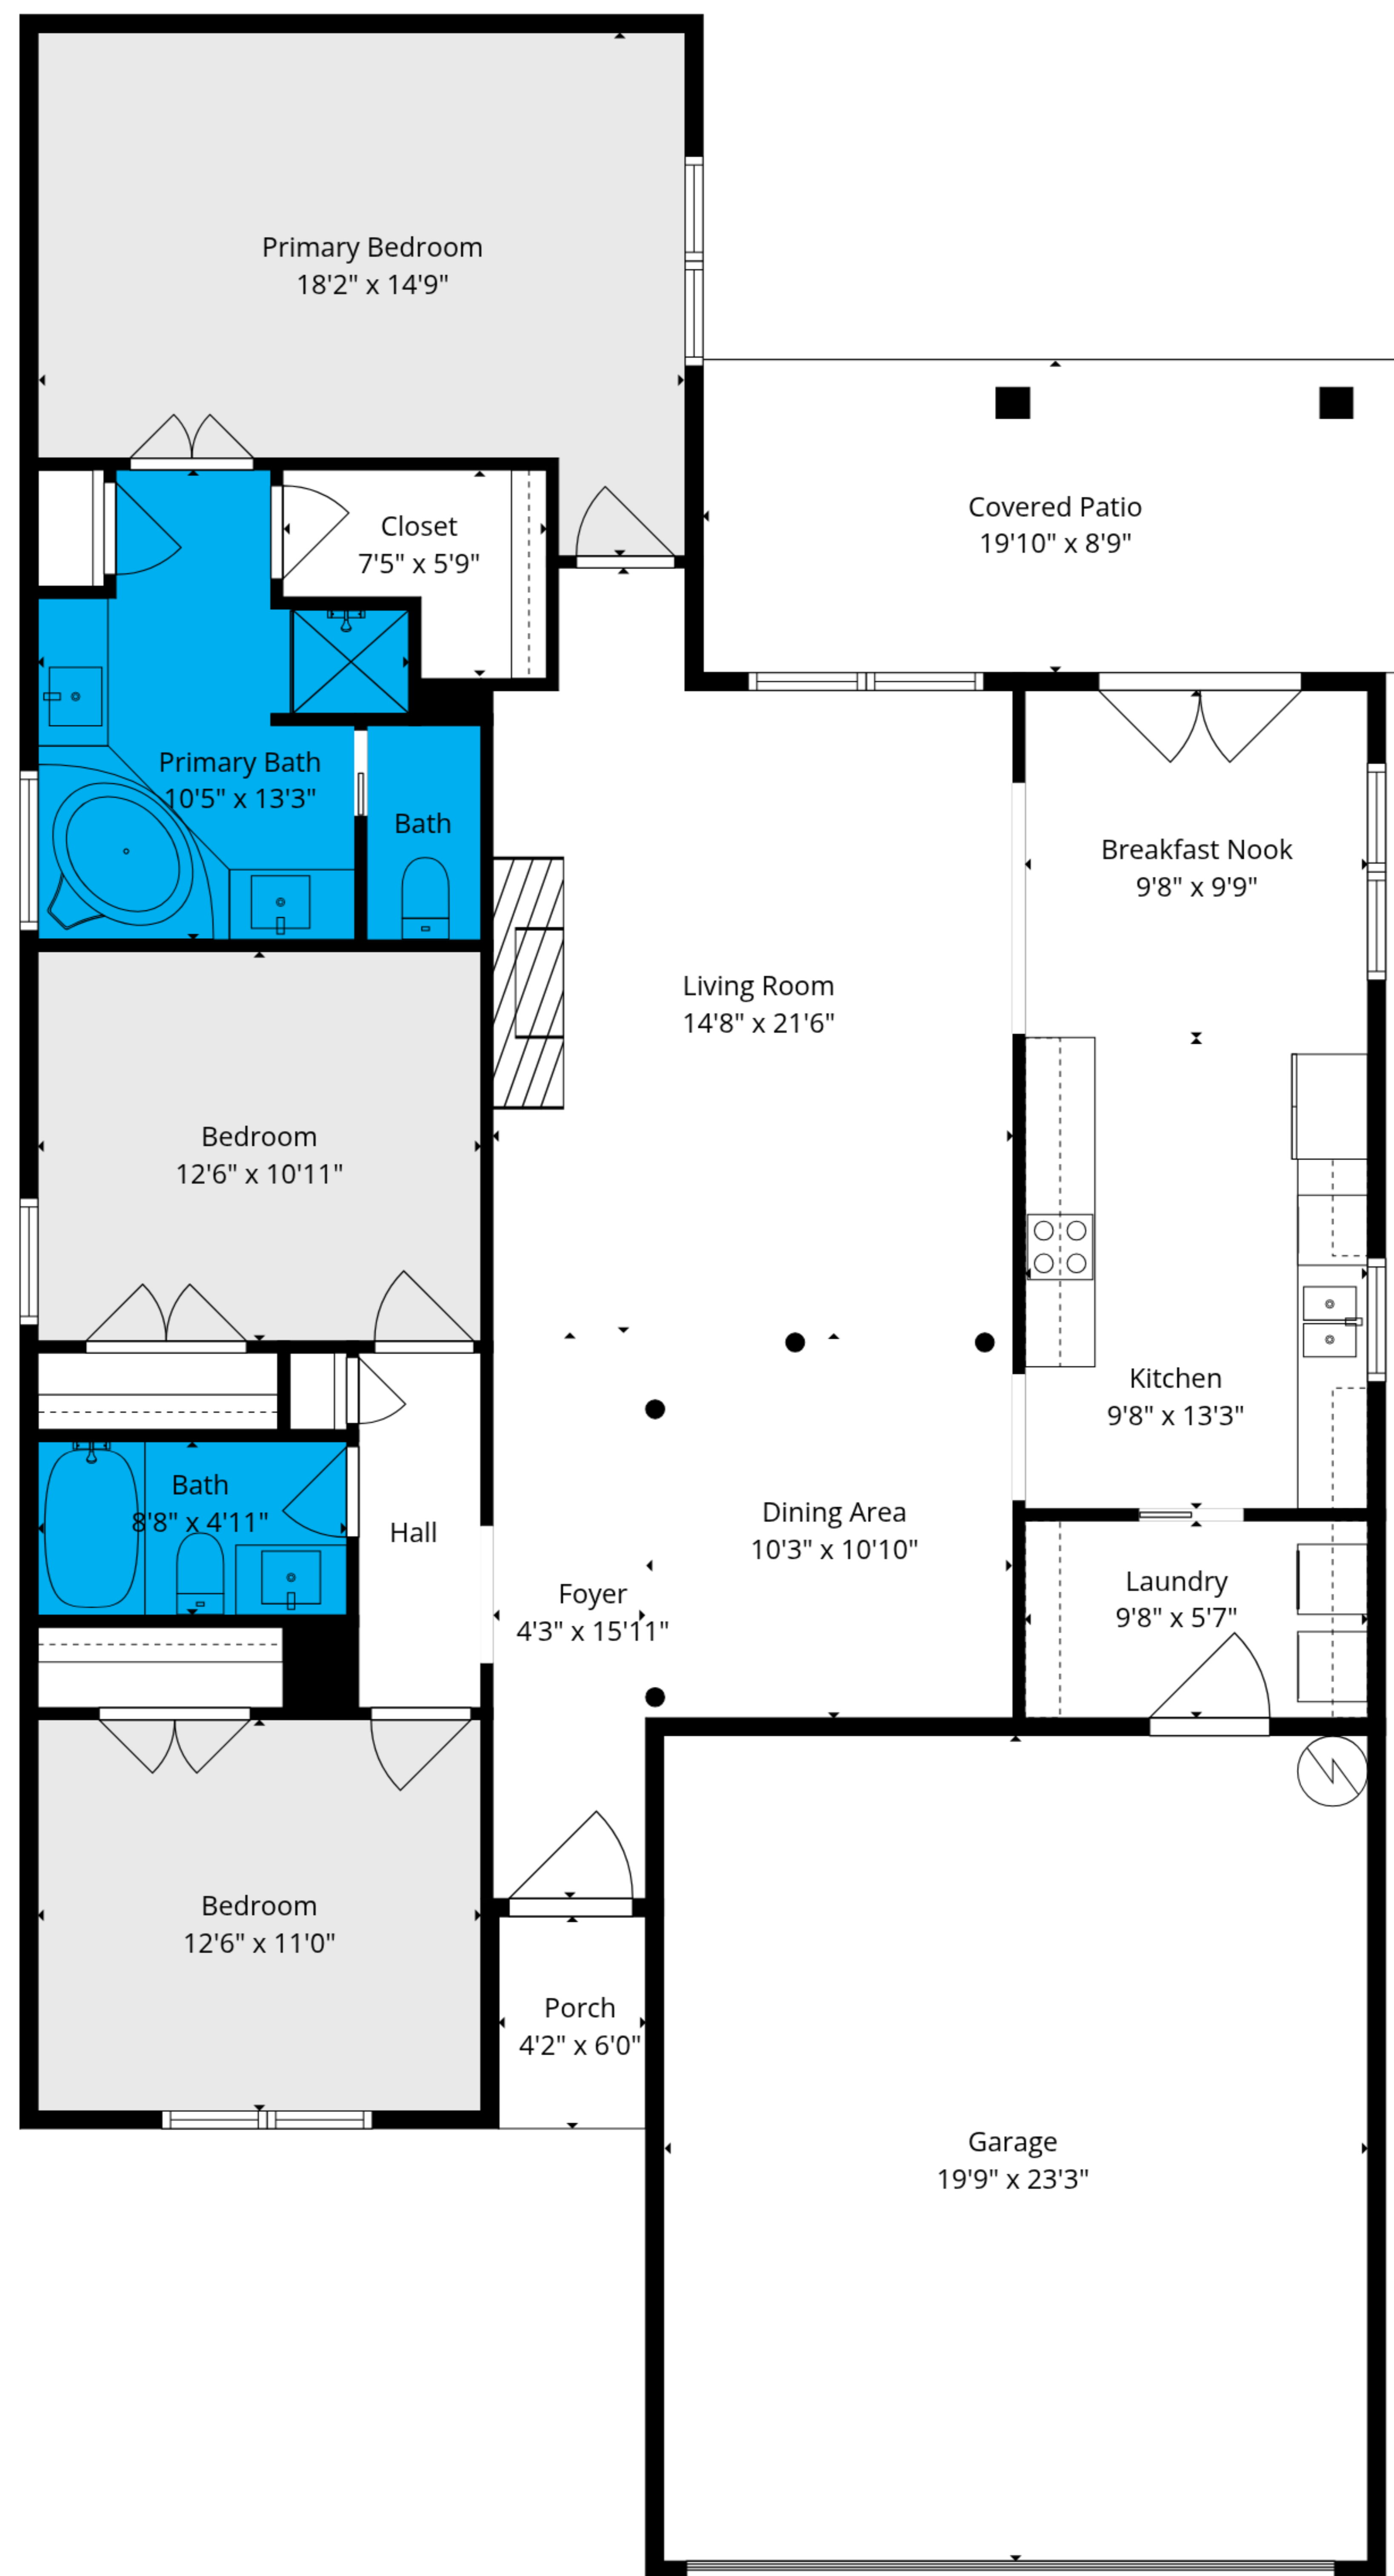 Primary Bedroom
18'2" x 14'9"
Closet
7'5" x 5'9"
Covered Patio
19'10" x 8'9"
Primary Bath
10'5" x 13'3"
Bath
Breakfast Nook
9'8" x 9'9"
Living Room
14'8" x 21'6"
Bedroom
12'6" x 10'11"
Kitchen
9'8" x 13'3"
Bath
8'8" x 4'11"
Hall
Dining Area
10'3" x 10'10"
Foyer
4'3" x 15'11"
Laundry
9'8" x 5'7"
Bedroom
12'6" x 11'0"
Porch
4'2" x 6'0"
Garage
19'9" x 23'3"